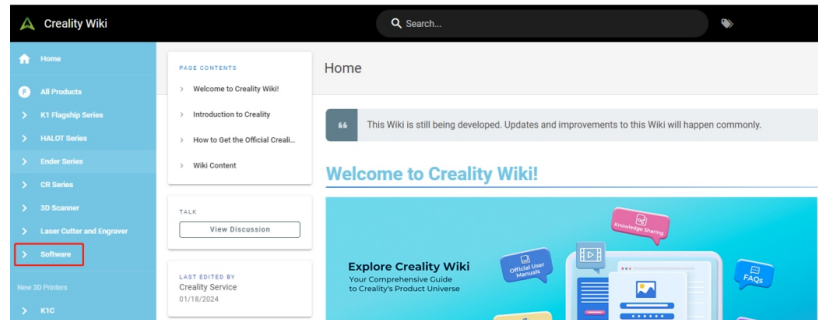 Creality Wiki
Search...
Home
All Products
K1 Flagship Series
HALOT Series
Ender Series
CR Series
3D Scanner
Laser Cutter and Engraver
Software
New 3D Printers
K1C
PAGE CONTENTS
Welcome to Creality Wiki!
Introduction to Creality
How to Get the Official Creali...
Wiki Content
TALK
View Discussion
LAST EDITED BY
Creality Service
01/18/2024
Home
This Wiki is still being developed. Updates and improvements to this Wiki will happen commonly.
Welcome to Creality Wiki!
Explore Creality Wiki
Your Comprehensive Guide
to Creality's Product Universe
Official User
Manuals
Knowledge Sharing
FAQs